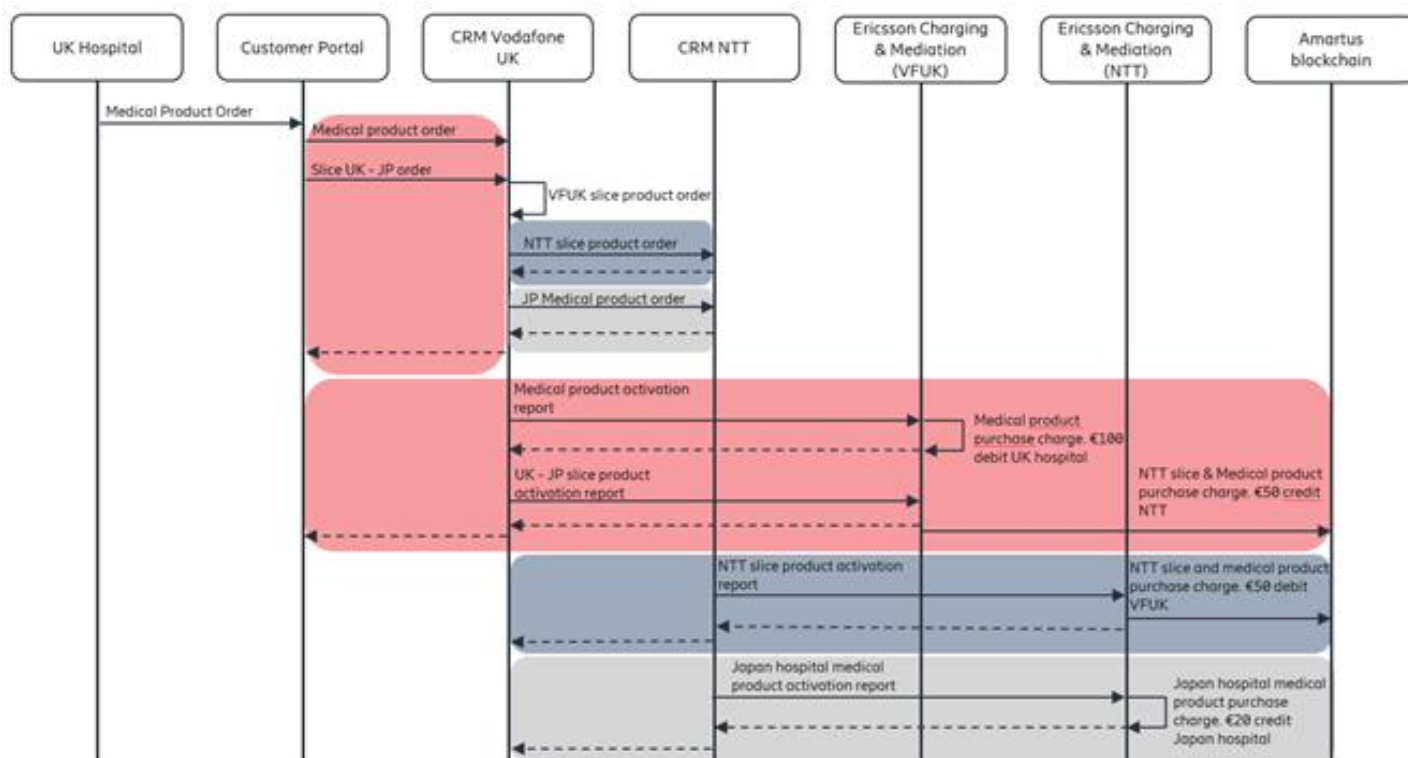 UK Hospital
Customer Portal
CRM Vodafone
UK
CRM NTT
Ericsson Charging
& Mediation
(VFUK)
Ericsson Charging
& Mediation
(NTT)
Amartus
blockchain
Medical Product Order
Medical product order
Slice UK - JP order
VFUK slice product order
NTT slice product order
JP Medical product order
Medical product activation
report
Medical product
purchase charge. €100
debit UK hospital
UK - JP slice product
activation report
NTT slice & Medical product
purchase charge. €50 credit
NTT
NTT slice product activation
report
NTT slice and medical product
purchase charge. €50 debit
VFUK
Japan hospital medical
product activation report
Japan hospital medical
product purchase
charge. €20 credit
Japan hospital